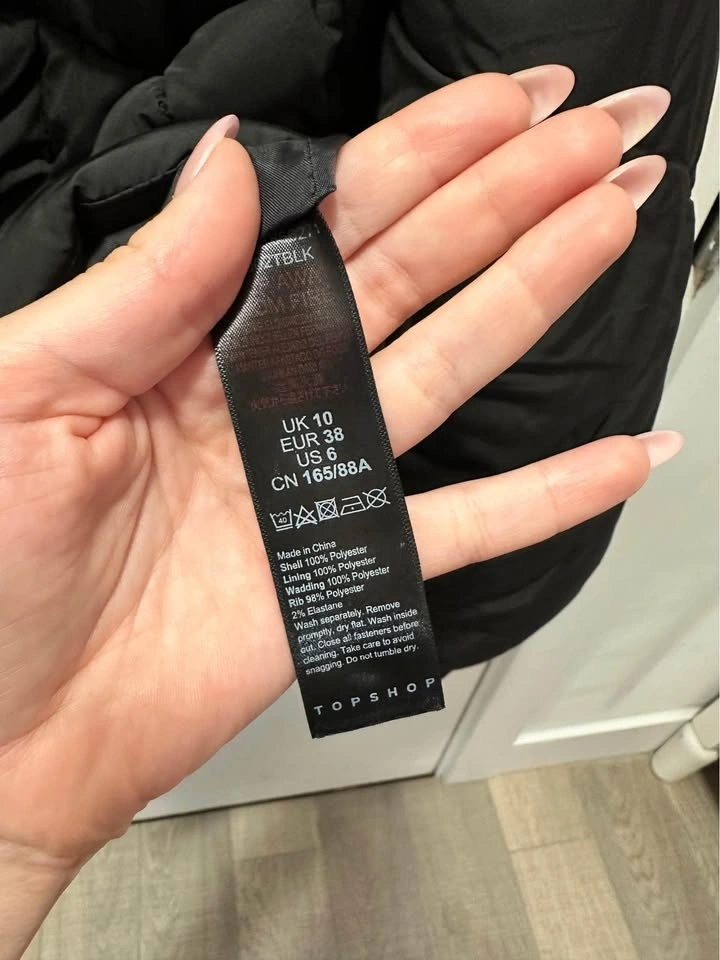 2TBLK
UK 10
EUR 38
US 6
CN 165/88A
40
Made in China
Shell 100% Polyester
Lining 100% Polyester
Wadding 100% Polyester
Rib 98% Polyester
2% Elastane
Wash separately. Remove
promptly, dry flat. Wash inside
out. Close all fasteners before
cleaning. Take care to avoid
snagging. Do not tumble dry.
TOPSHOP